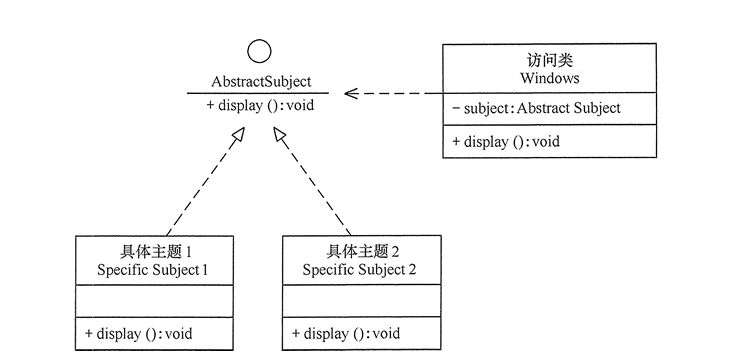 AbstractSubject
+ display ():void
访问类
Windows
- subject:Abstract Subject
+ display ():void
具体主题1
Specific Subject 1
+ display ():void
具体主题2
Specific Subject 2
+ display ():void